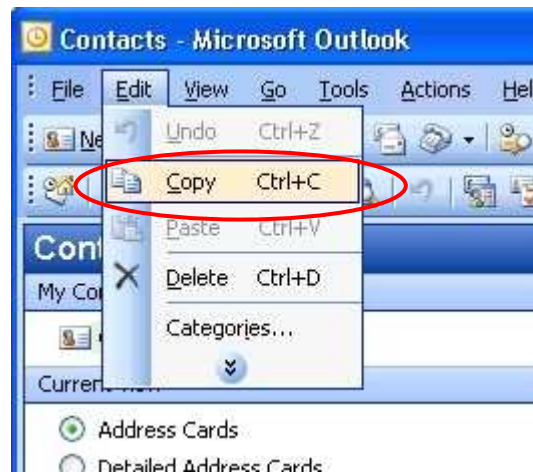 Contacts - Microsoft Outlook
File Edit View Go Tools Actions
Undo Ctrl+Z
Copy Ctrl+C
Paste Ctrl+V
Delete Ctrl+D
Categories...
Address Cards
Detailed Address Cards